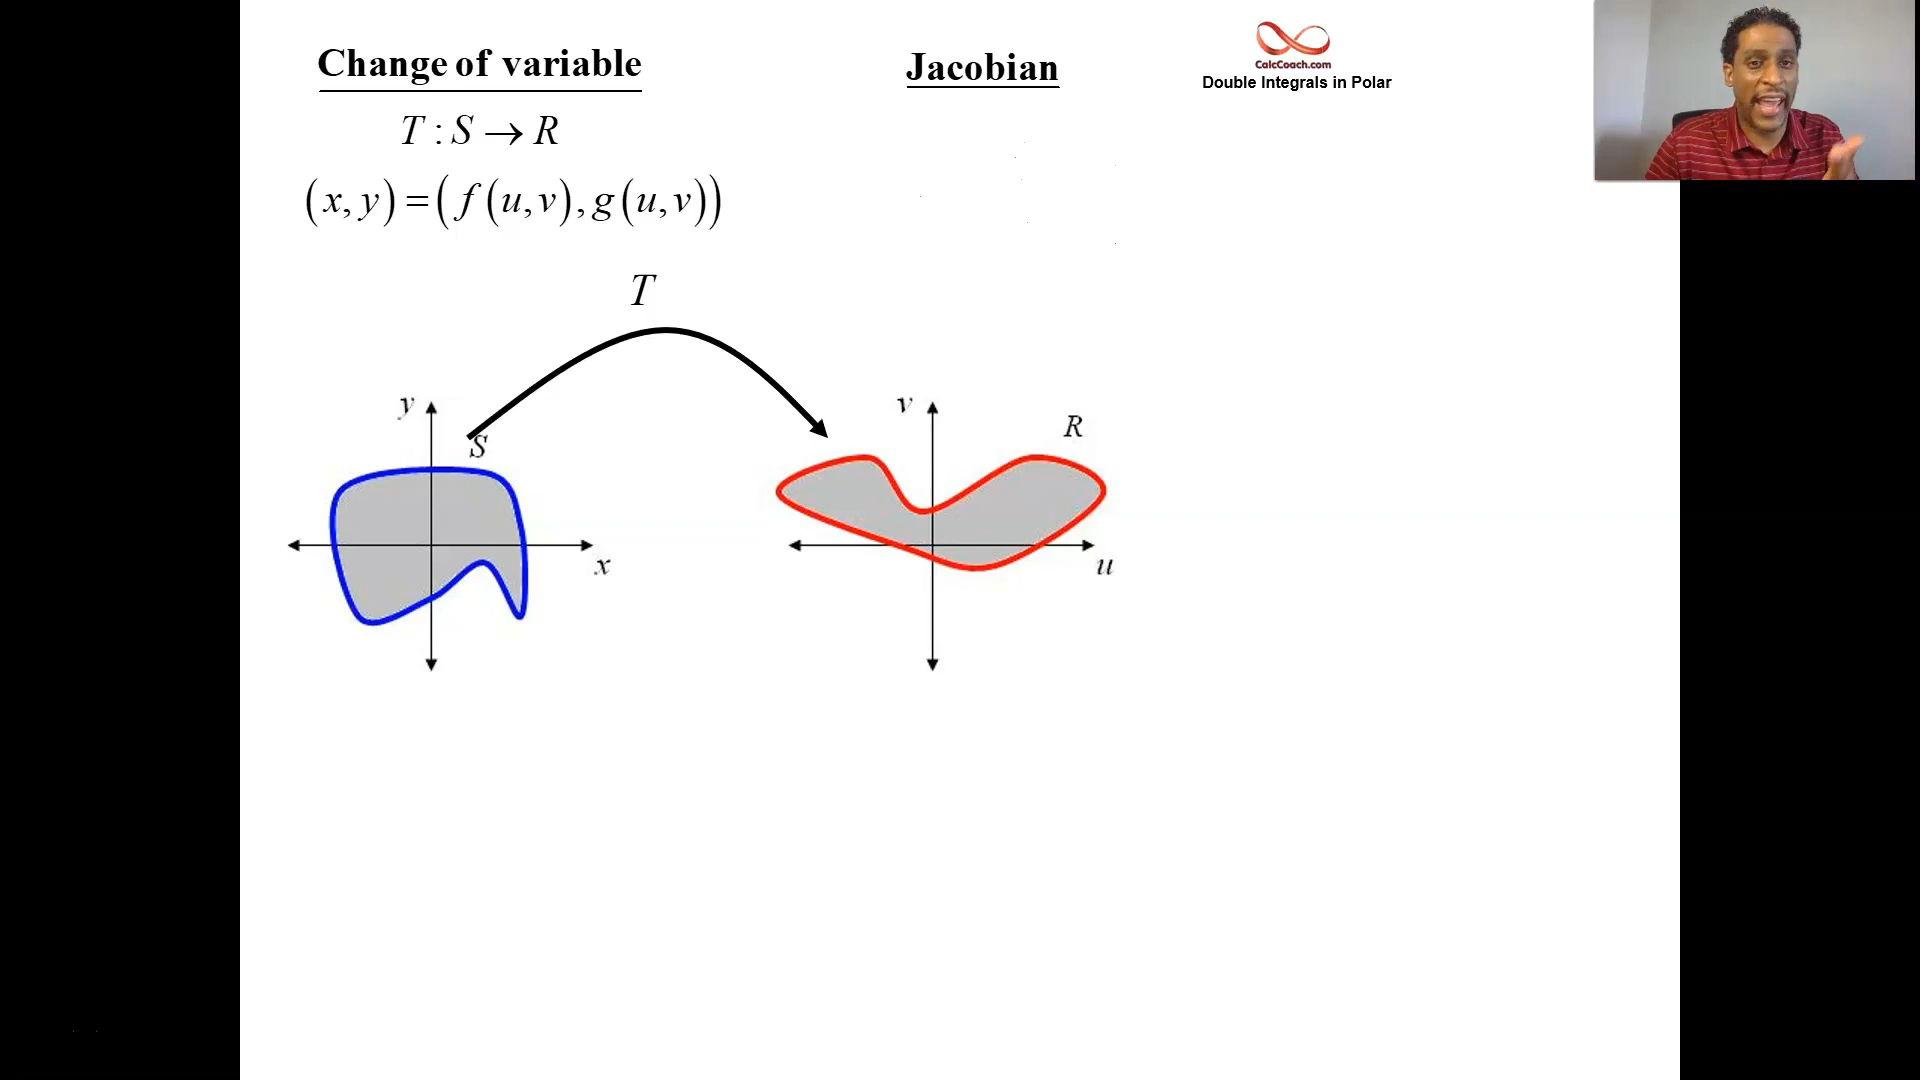 Change of variable
T : S → R
(x, y) = (f(u, v), g(u, v))
Jacobian
CalcCoach.com
Double Integrals in Polar
T
y
S
x
v
R
u